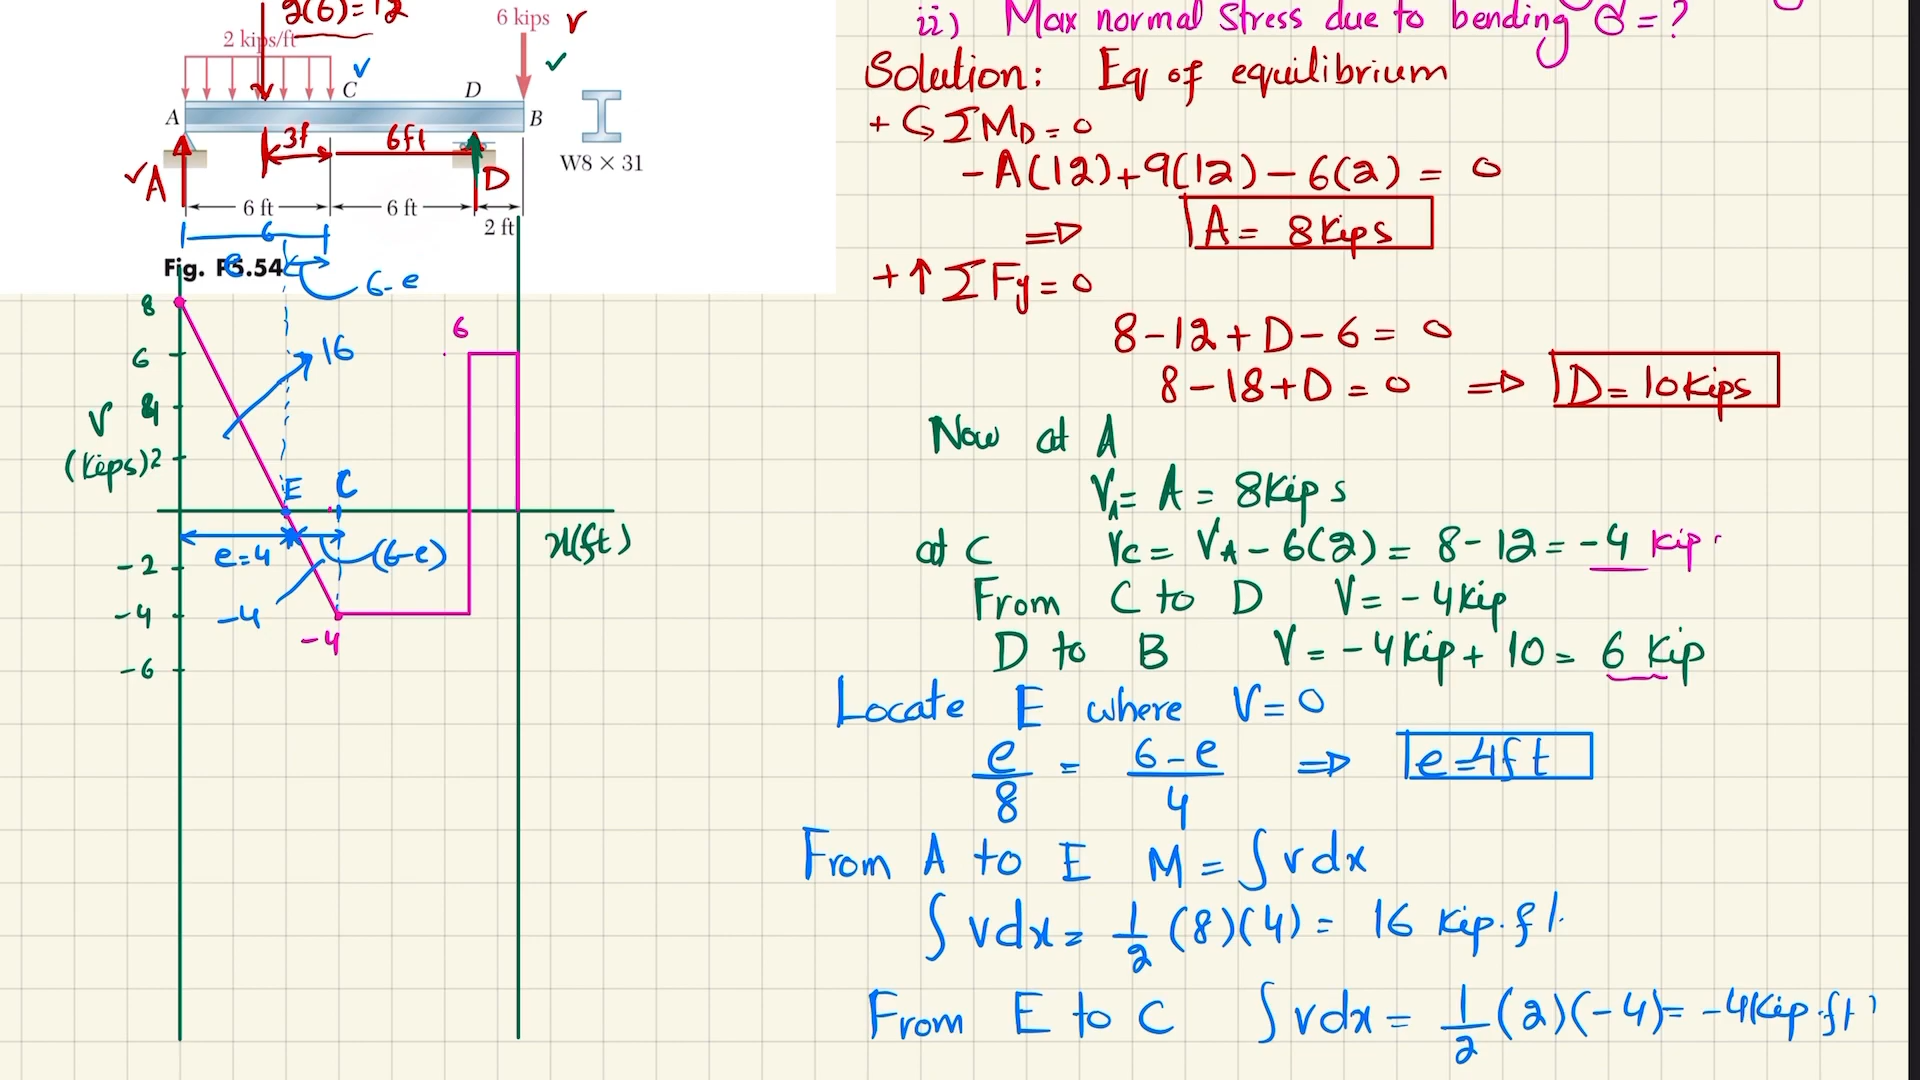 2(6)=12
2 kips/ft
6 kips
A
C
D
B
3f
6ft
A
D
W8 × 31
6 ft
6 ft
2 ft
6
e
Fig. P5.54
6-e
8
6
4
2
-2
-4
-6
V
(kips)
16
6
E
C
e=4
(6-e)
-4
-4
x(ft)
ii) Max normal stress due to bending σ=?
Solution: Eq of equilibrium
+ ↺ ΣM_D = 0
-A(12)+9(12)-6(2) = 0
⇒ A = 8kips
+↑ ΣFy = 0
8-12+D-6 = 0
8-18+D = 0 ⇒ D = 10kips
Now at A
V_A = A = 8kips
at C Vc = V_A - 6(2) = 8-12 = -4 kip
From C to D V = -4kip
D to B V = -4kip + 10 = 6 kip
Locate E where V=0
e/8 = 6-e/4 ⇒ e=4ft
From A to E M = ∫vdx
∫vdx = 1/2 (8)(4) = 16 kip.ft
From E to C ∫vdx = 1/2 (2)(-4) = -4kip.ft